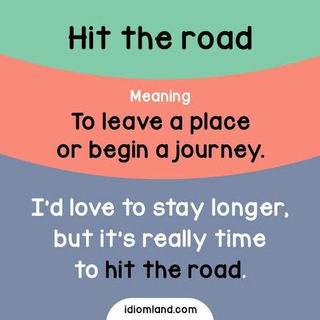 Hit the road
Meaning
To leave a place
or begin a journey.
I'd love to stay longer,
but it's really time
to hit the road.
idiomland.com